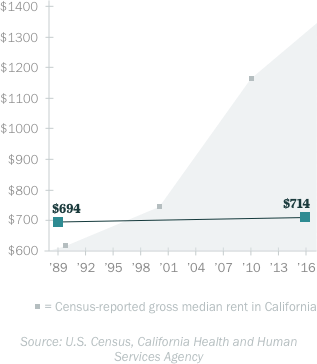 $1400
$1300
$1200
$1100
$1000
$900
$800
$700
$600
$694
$714
'89 '92 '95 '98 '01 '04 '07 '10 '13 '16
= Census-reported gross median rent in California
Source: U.S. Census, California Health and Human
Services Agency